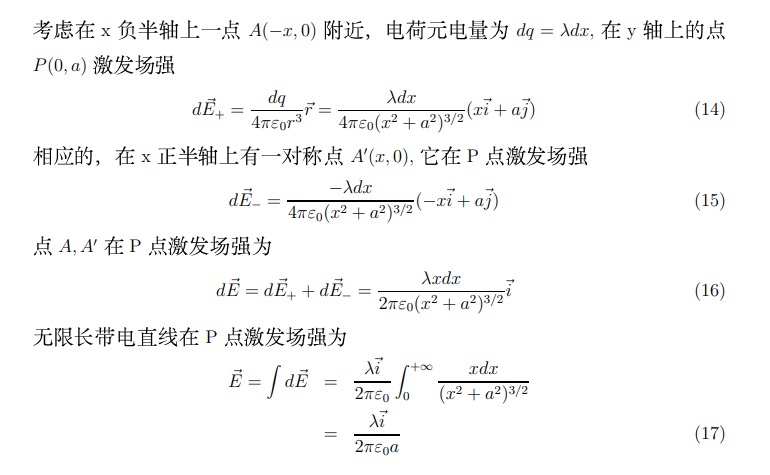 考虑在 x 负半轴上一点 $A(-x, 0)$ 附近，电荷元电量为 $dq = \lambda dx$, 在 y 轴上的点
$P(0, a)$ 激发场强
$d\vec{E}_+ = \frac{dq}{4\pi\varepsilon_0 r^3}\vec{r} = \frac{\lambda dx}{4\pi\varepsilon_0(x^2 + a^2)^{3/2}}(x\vec{i} + a\vec{j})$ (14)
相应的，在 x 正半轴上有一对称点 $A'(x, 0)$, 它在 P 点激发场强
$d\vec{E}_- = \frac{-\lambda dx}{4\pi\varepsilon_0(x^2 + a^2)^{3/2}}(-x\vec{i} + a\vec{j})$ (15)
点 $A, A'$ 在 P 点激发场强为
$d\vec{E} = d\vec{E}_+ + d\vec{E}_- = \frac{\lambda x dx}{2\pi\varepsilon_0(x^2 + a^2)^{3/2}}\vec{i}$ (16)
无限长带电直线在 P 点激发场强为
$\vec{E} = \int d\vec{E} = \frac{\lambda\vec{i}}{2\pi\varepsilon_0}\int_0^{+\infty}\frac{x dx}{(x^2 + a^2)^{3/2}}$
$= \frac{\lambda\vec{i}}{2\pi\varepsilon_0 a}$ (17)